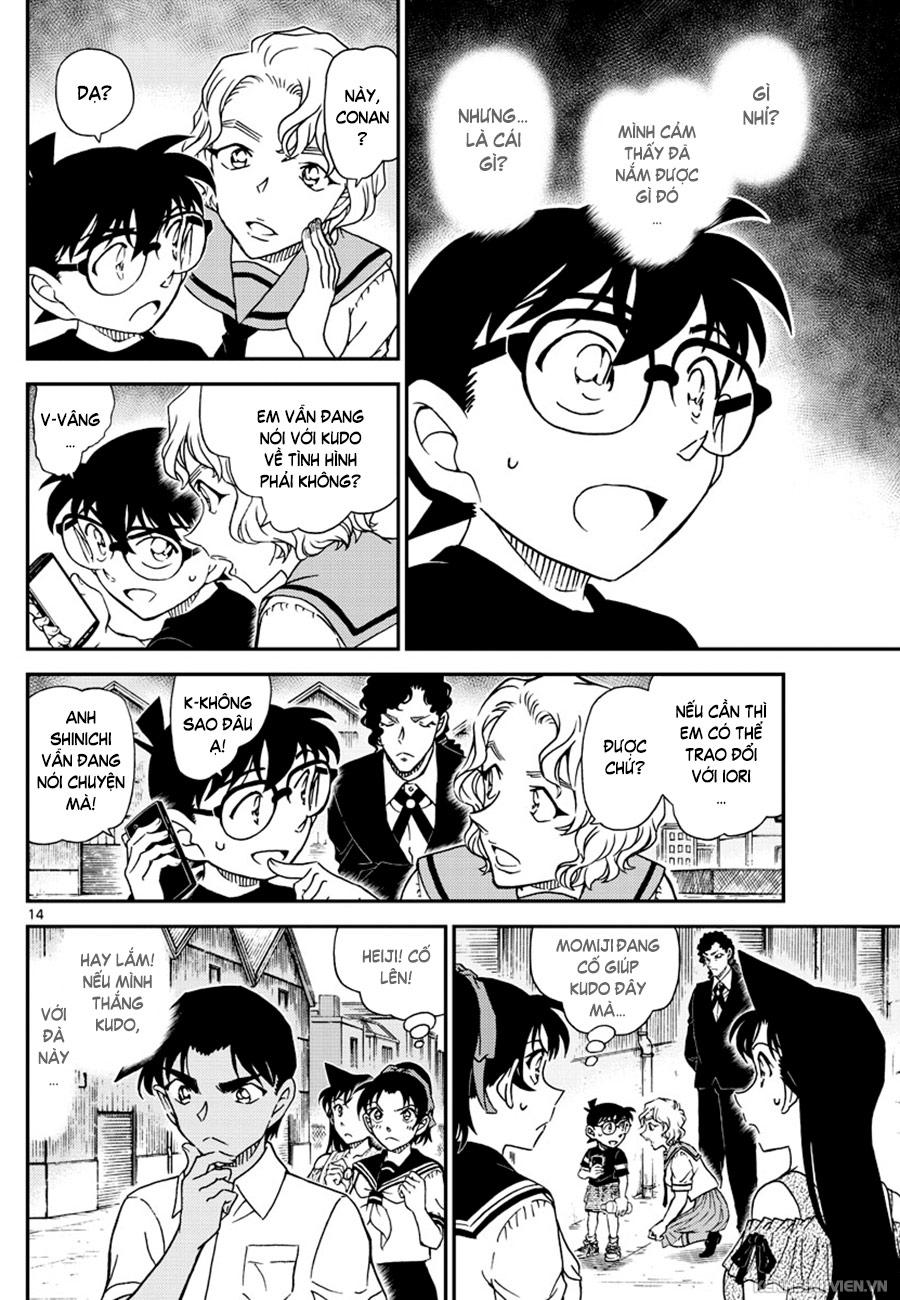 GÌ
NHỈ?
MÌNH CẢM
THẤY ĐÃ
NẮM ĐƯỢC
GÌ ĐÓ
...
NHƯNG...
LÀ CÁI
GÌ?
NÀY,
CONAN
?
DẠ?
EM VẪN ĐANG
NÓI VỚI KUDO
VỀ TÌNH HÌNH
PHẢI KHÔNG?
V-VÂNG
...
NẾU CẦN THÌ
EM CÓ THỂ
TRAO ĐỔI
VỚI IORI
...
ĐƯỢC
CHỨ?
K-KHÔNG
SAO ĐÂU
Ạ!
ANH
SHINICHI
VẪN ĐANG
NÓI CHUYỆN
MÀ!
14
MOMIJI ĐANG
CỐ GIÚP
KUDO ĐÂY
MÀ...
HEIJI! CỐ
LÊN!
HAY LẮM!
NẾU MÌNH
THẮNG
KUDO,
VỚI
ĐÀ NÀY
...